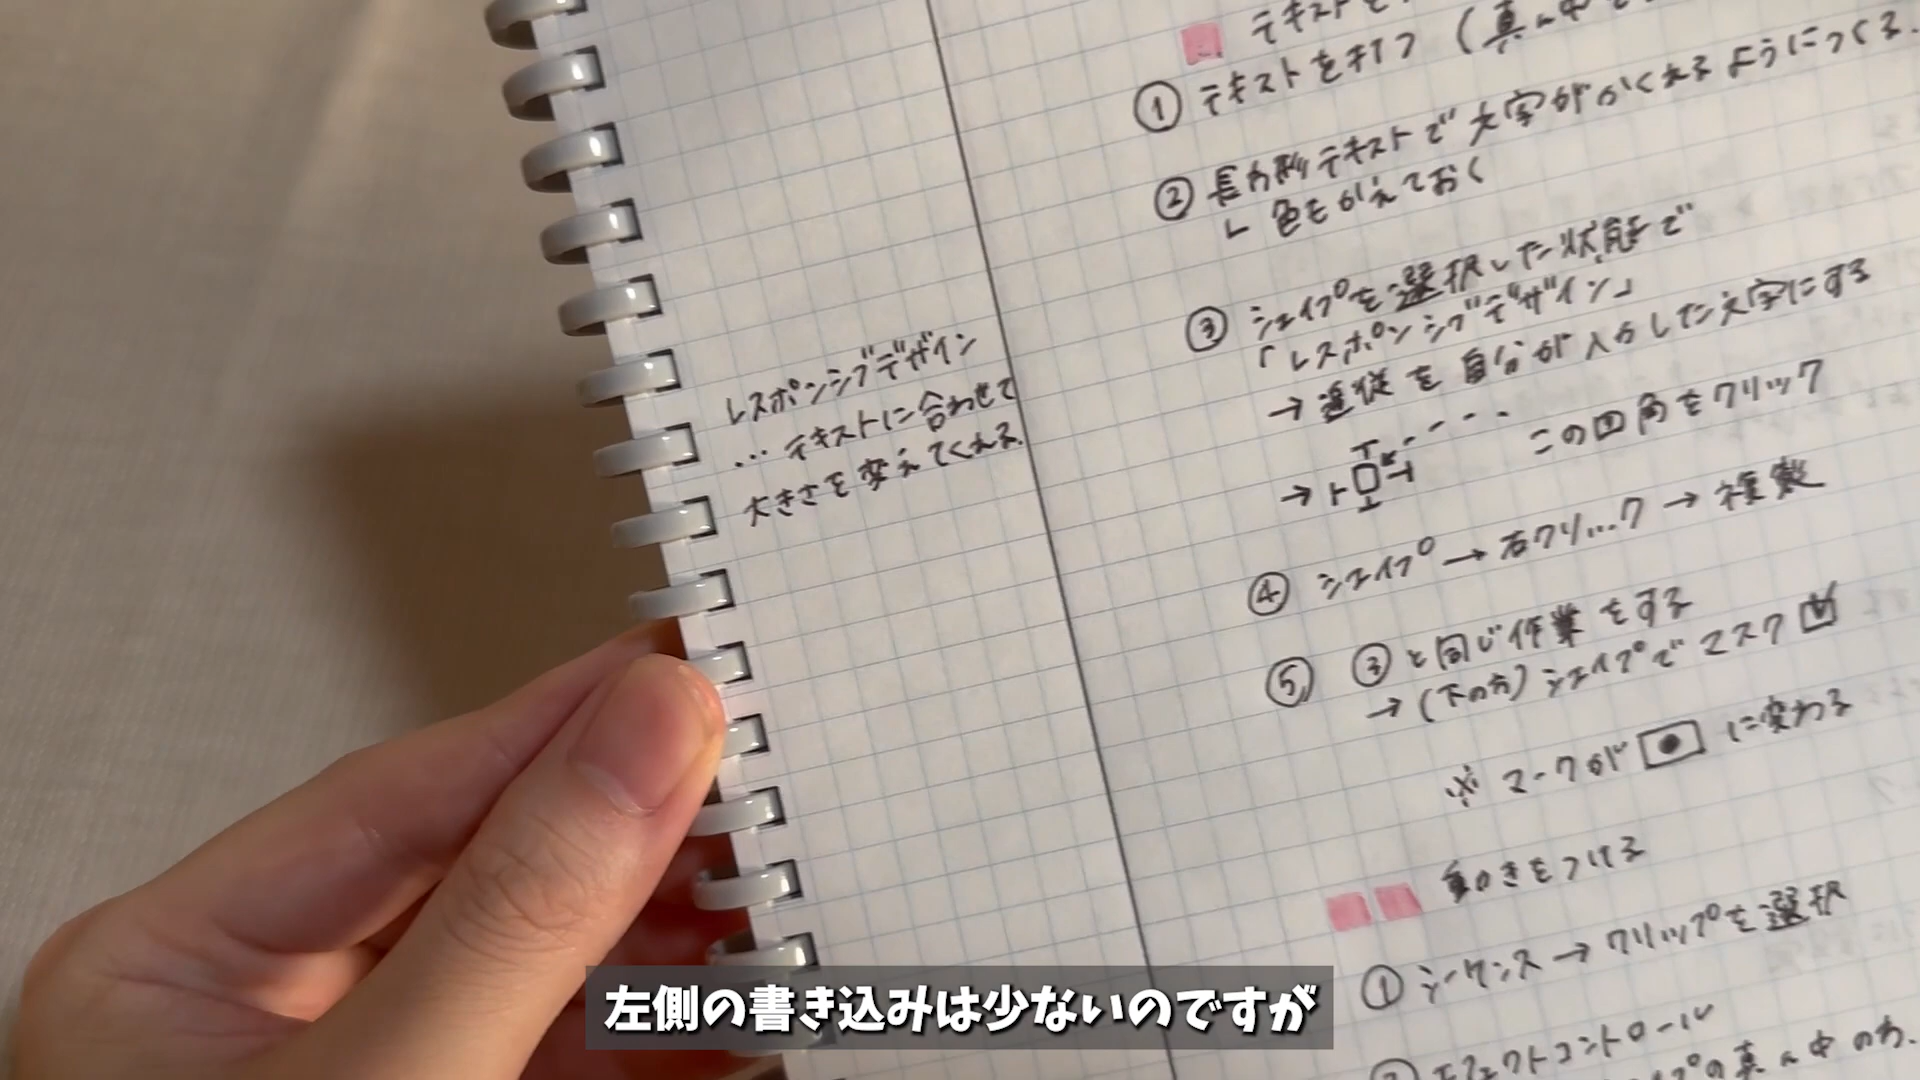 テキストを
① テキストを打つ (真ん中
② 長方形テキストで文字がかくれるようにつくる.
↳ 色もかえておく
③ シェイプを選択した状態で
「レスポンシブデザイン」
→ 追従を自分が入力した文字にする
→ この四角をクリック
④ シェイプ → 右クリック → 複製
⑤ ③と同じ作業をする
→ (下の方) シェイプでマスク
※ マークが に変わる
動きをつける
① シーケンス → クリップを選択
② エフェクトコントロール
の真ん中の方.
レスポンシブデザイン
… テキストに合わせて
大きさを変えてくれる.
左側の書き込みは少ないのですが